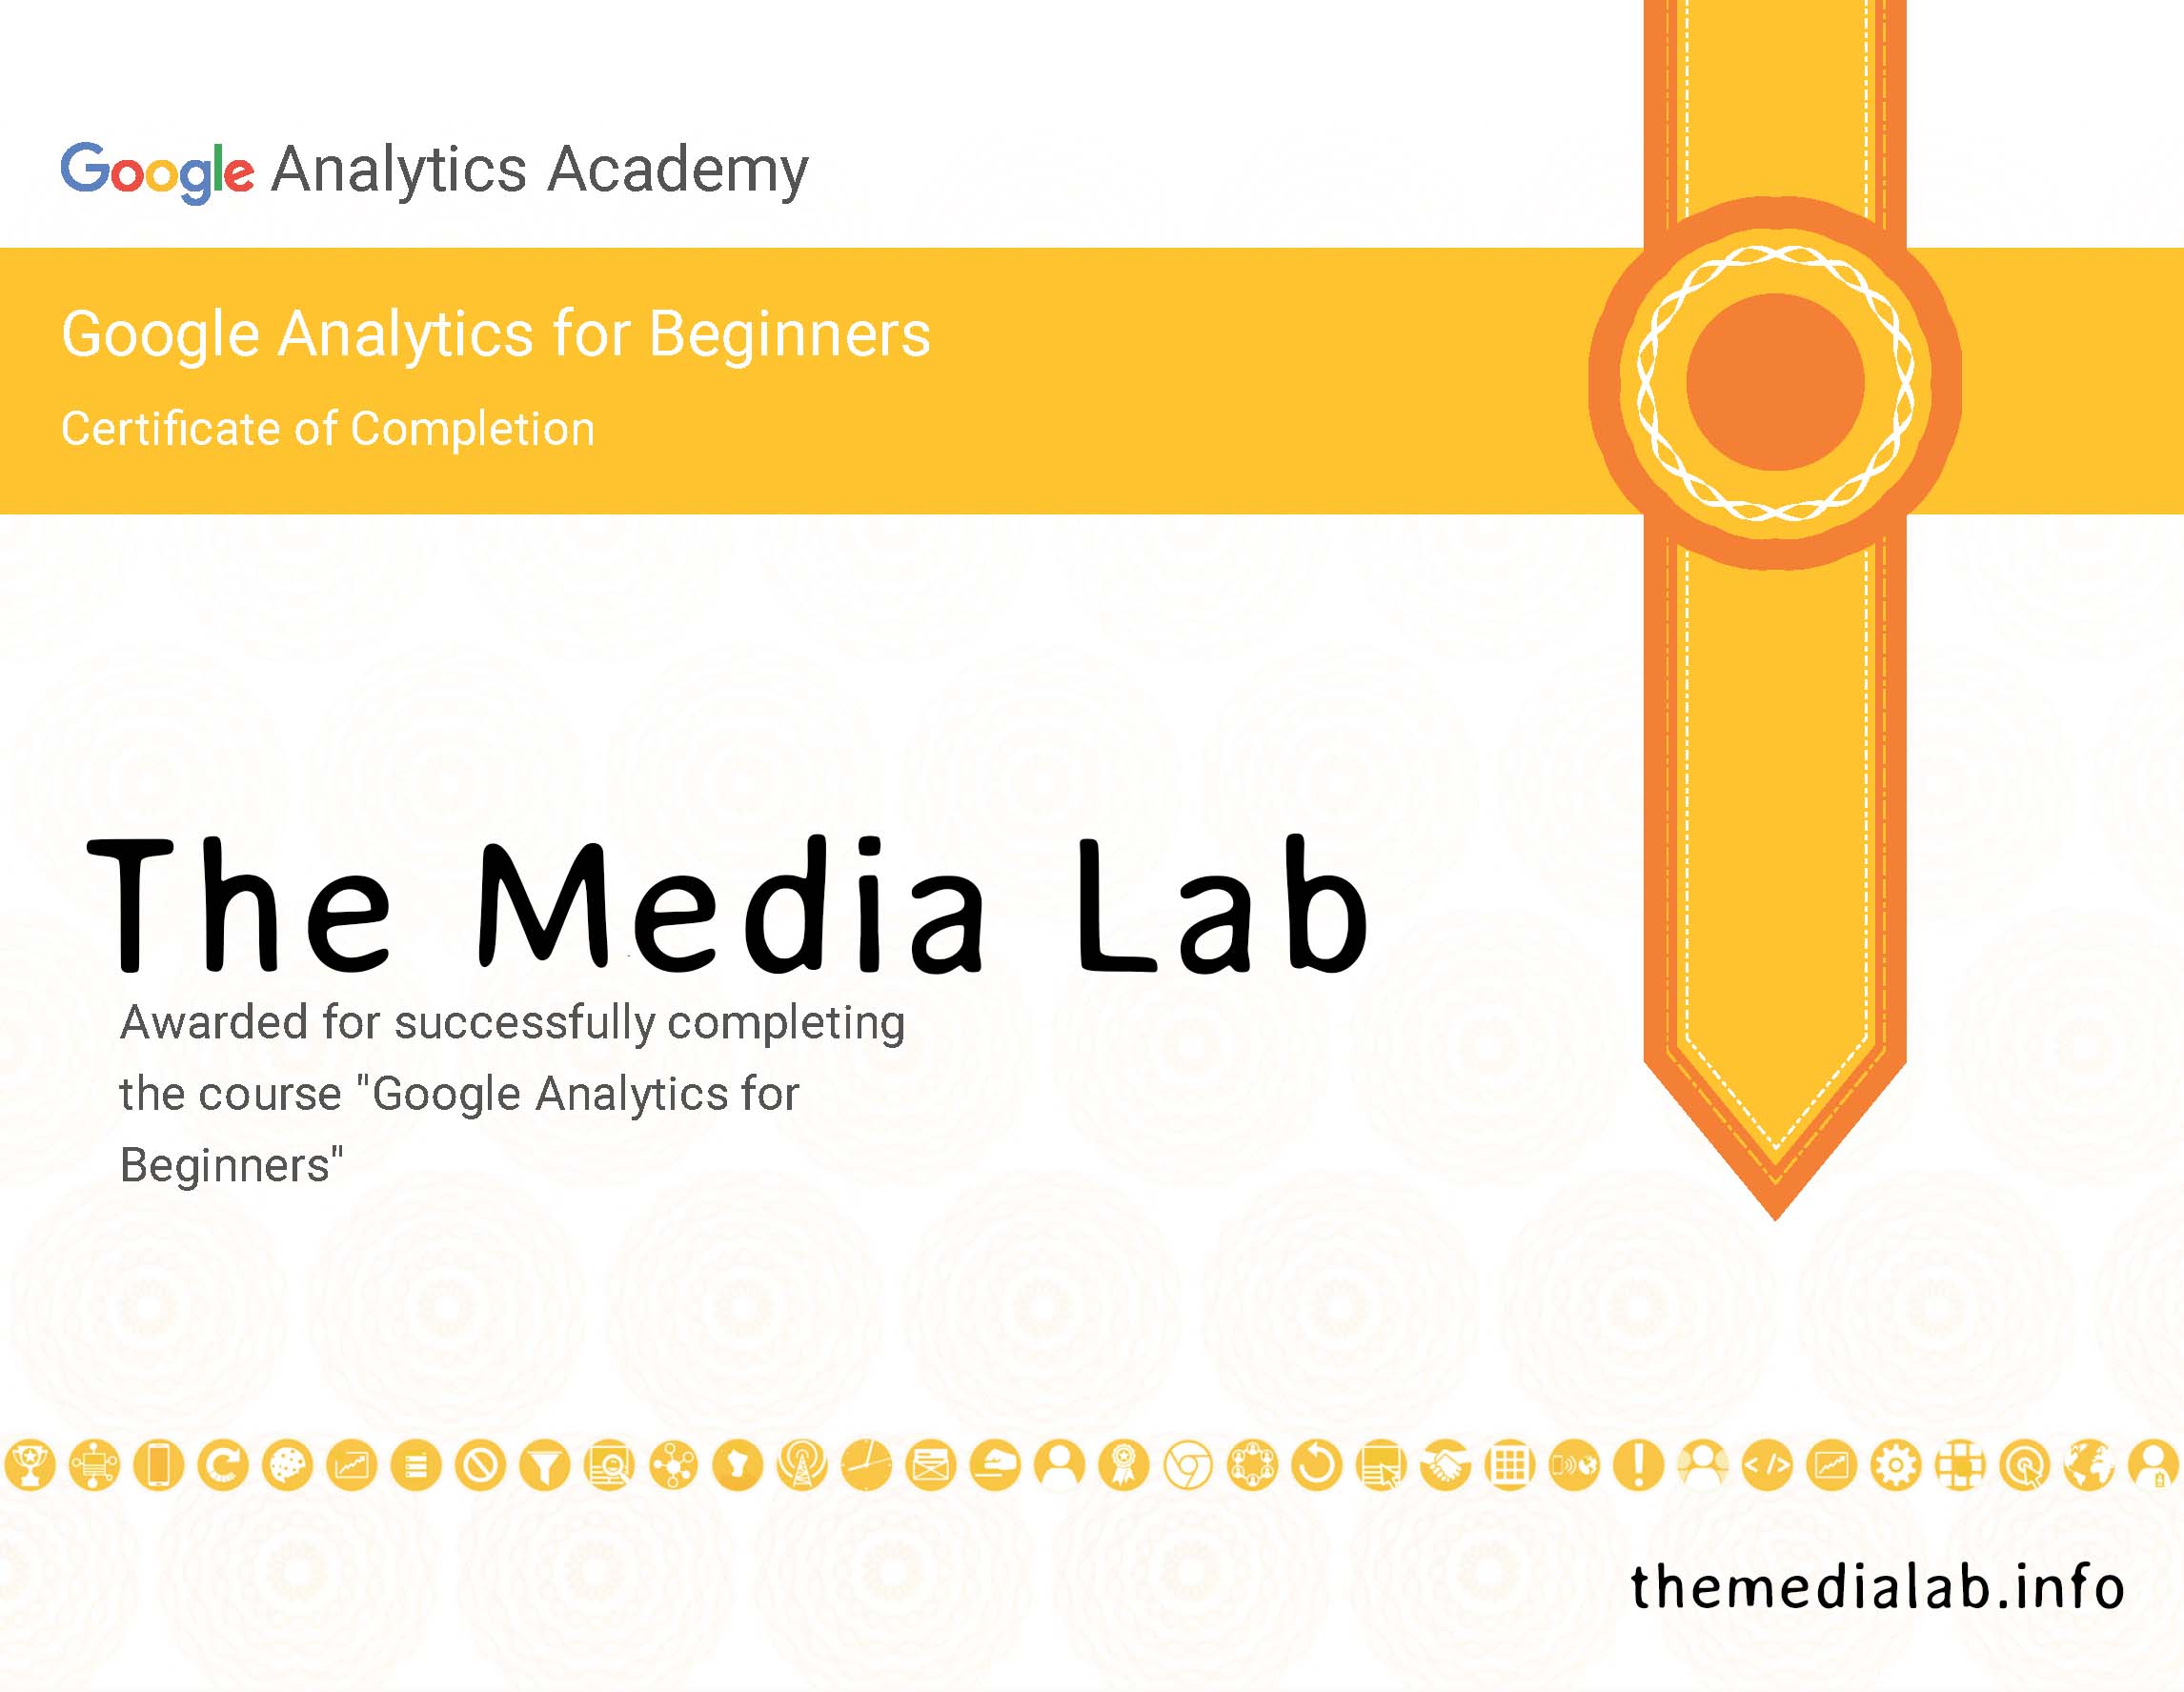 Google Analytics Academy
Google Analytics for Beginners
Certificate of Completion
The Media Lab
Awarded for successfully completing
the course "Google Analytics for
Beginners"
themedialab.info